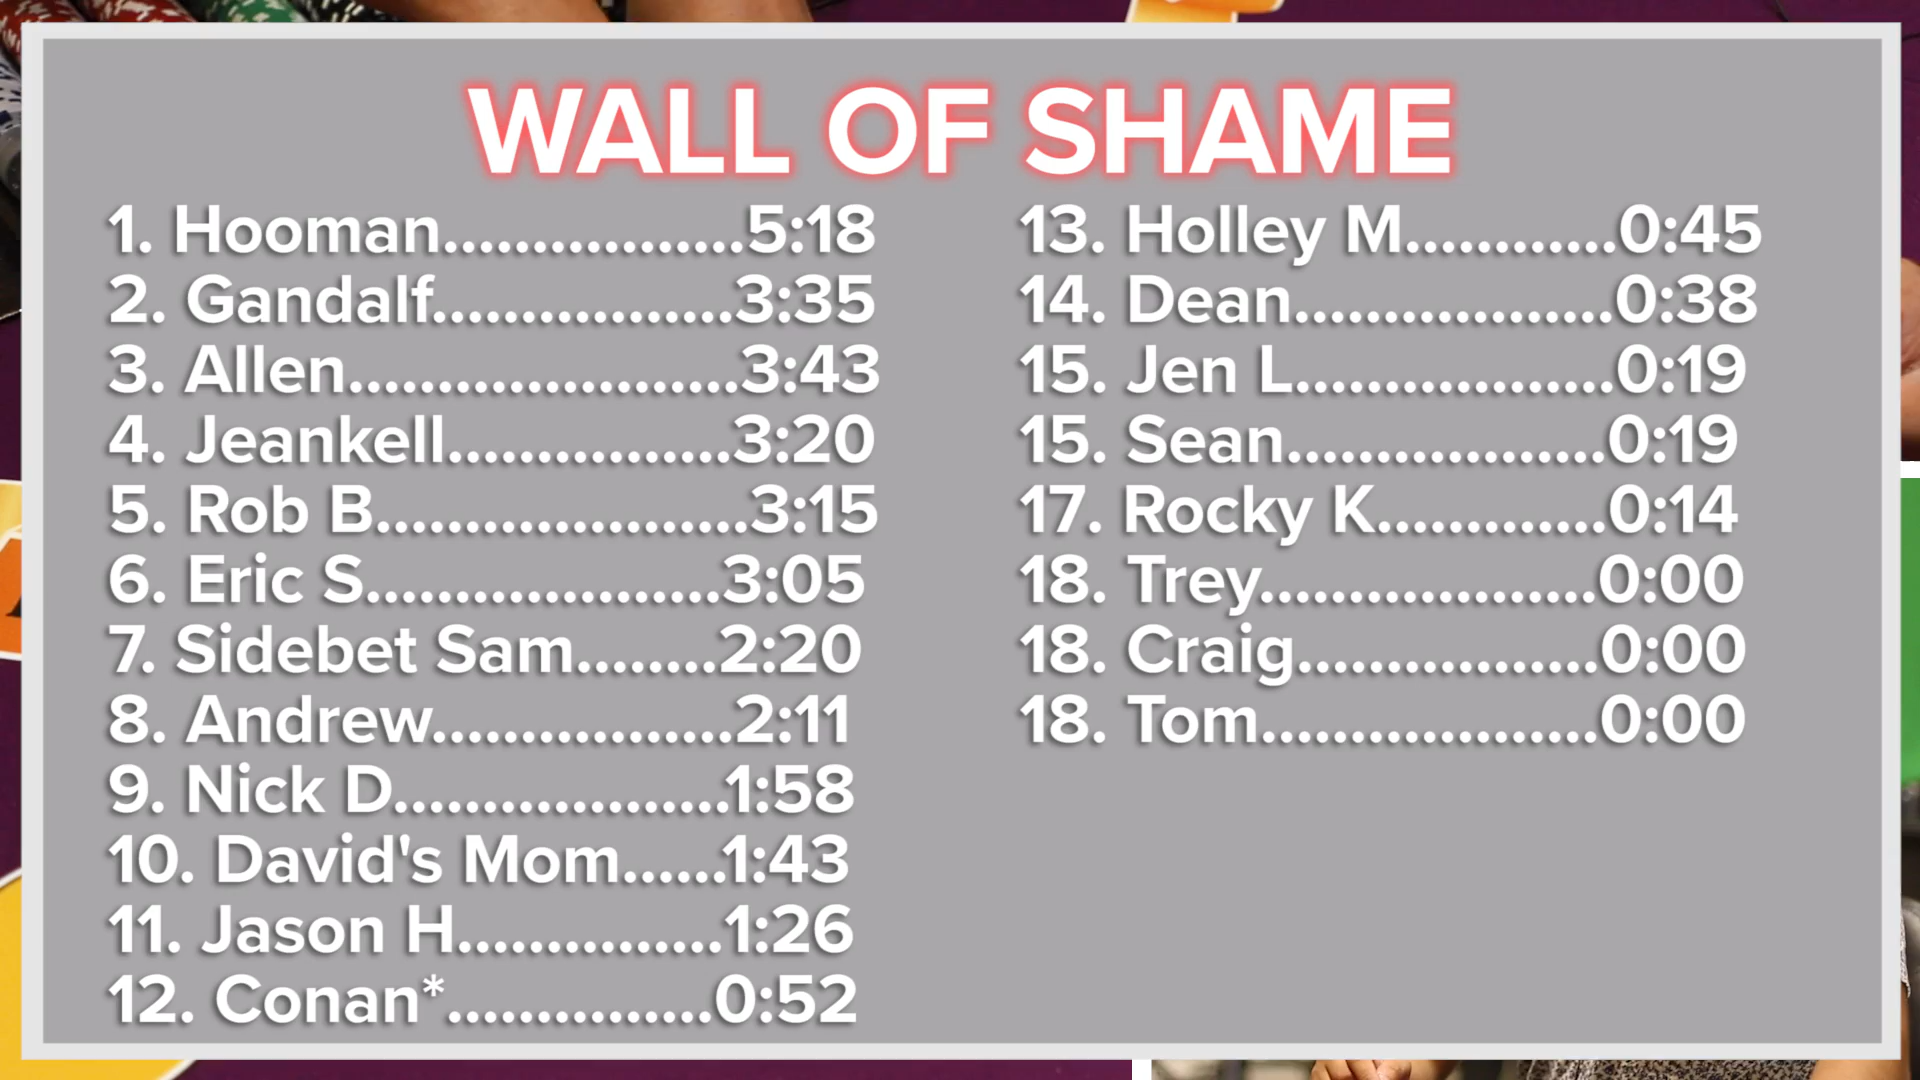 WALL OF SHAME
1. Hooman.................5:18
2. Gandalf.................3:35
3. Allen......................3:43
4. Jeankell................3:20
5. Rob B.....................3:15
6. Eric S....................3:05
7. Sidebet Sam........2:20
8. Andrew.................2:11
9. Nick D...................1:58
10. David's Mom......1:43
11. Jason H...............1:26
12. Conan*...............0:52
13. Holley M............0:45
14. Dean..................0:38
15. Jen L..................0:19
15. Sean..................0:19
17. Rocky K.............0:14
18. Trey...................0:00
18. Craig.................0:00
18. Tom...................0:00